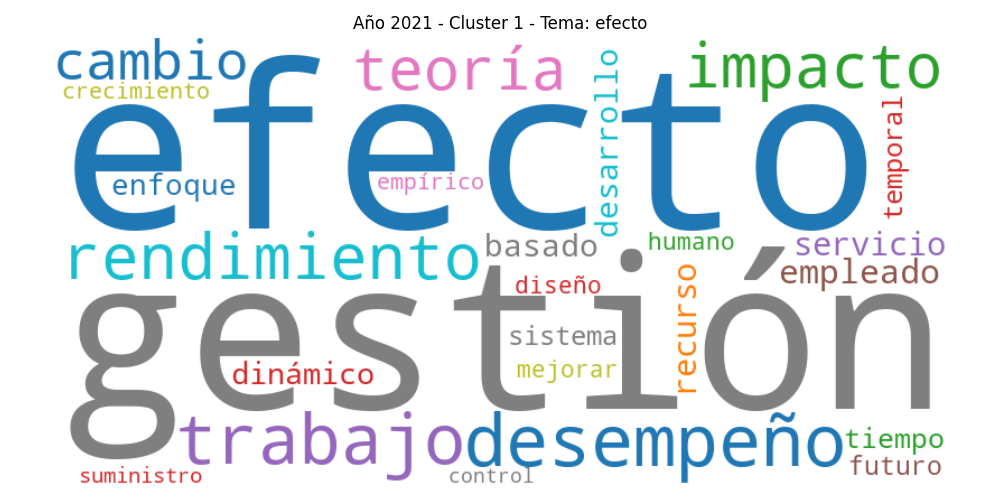 Año 2021 - Cluster 1 - Tema: efecto
cambio
teoría
impacto
crecimiento
efecto
desarrollo
temporal
enfoque
empírico
rendimiento
basado
humano
servicio
empleado
gestión
diseño
recurso
sistema
mejorar
dinámico
trabajo
desempeño
tiempo
futuro
suministro
control